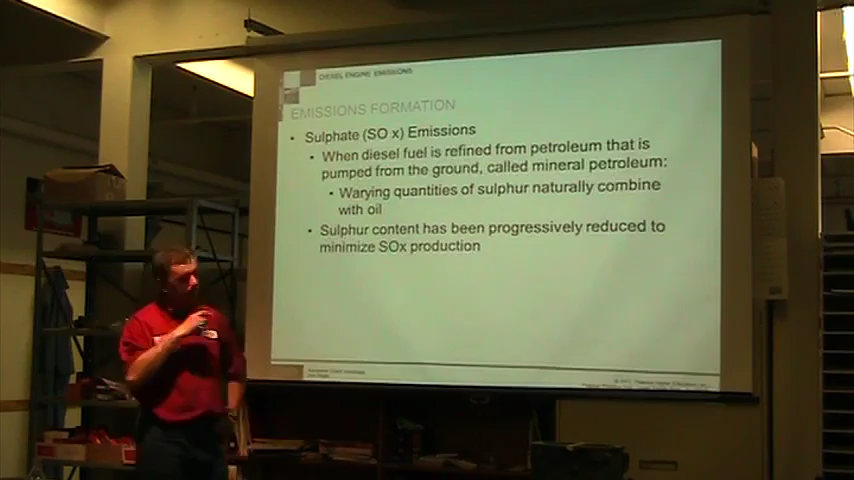 DIESEL ENGINE EMISSIONS
EMISSIONS FORMATION
• Sulphate (SO x) Emissions
• When diesel fuel is refined from petroleum that is
pumped from the ground, called mineral petroleum:
• Warying quantities of sulphur naturally combine
with oil
• Sulphur content has been progressively reduced to
minimize SOx production